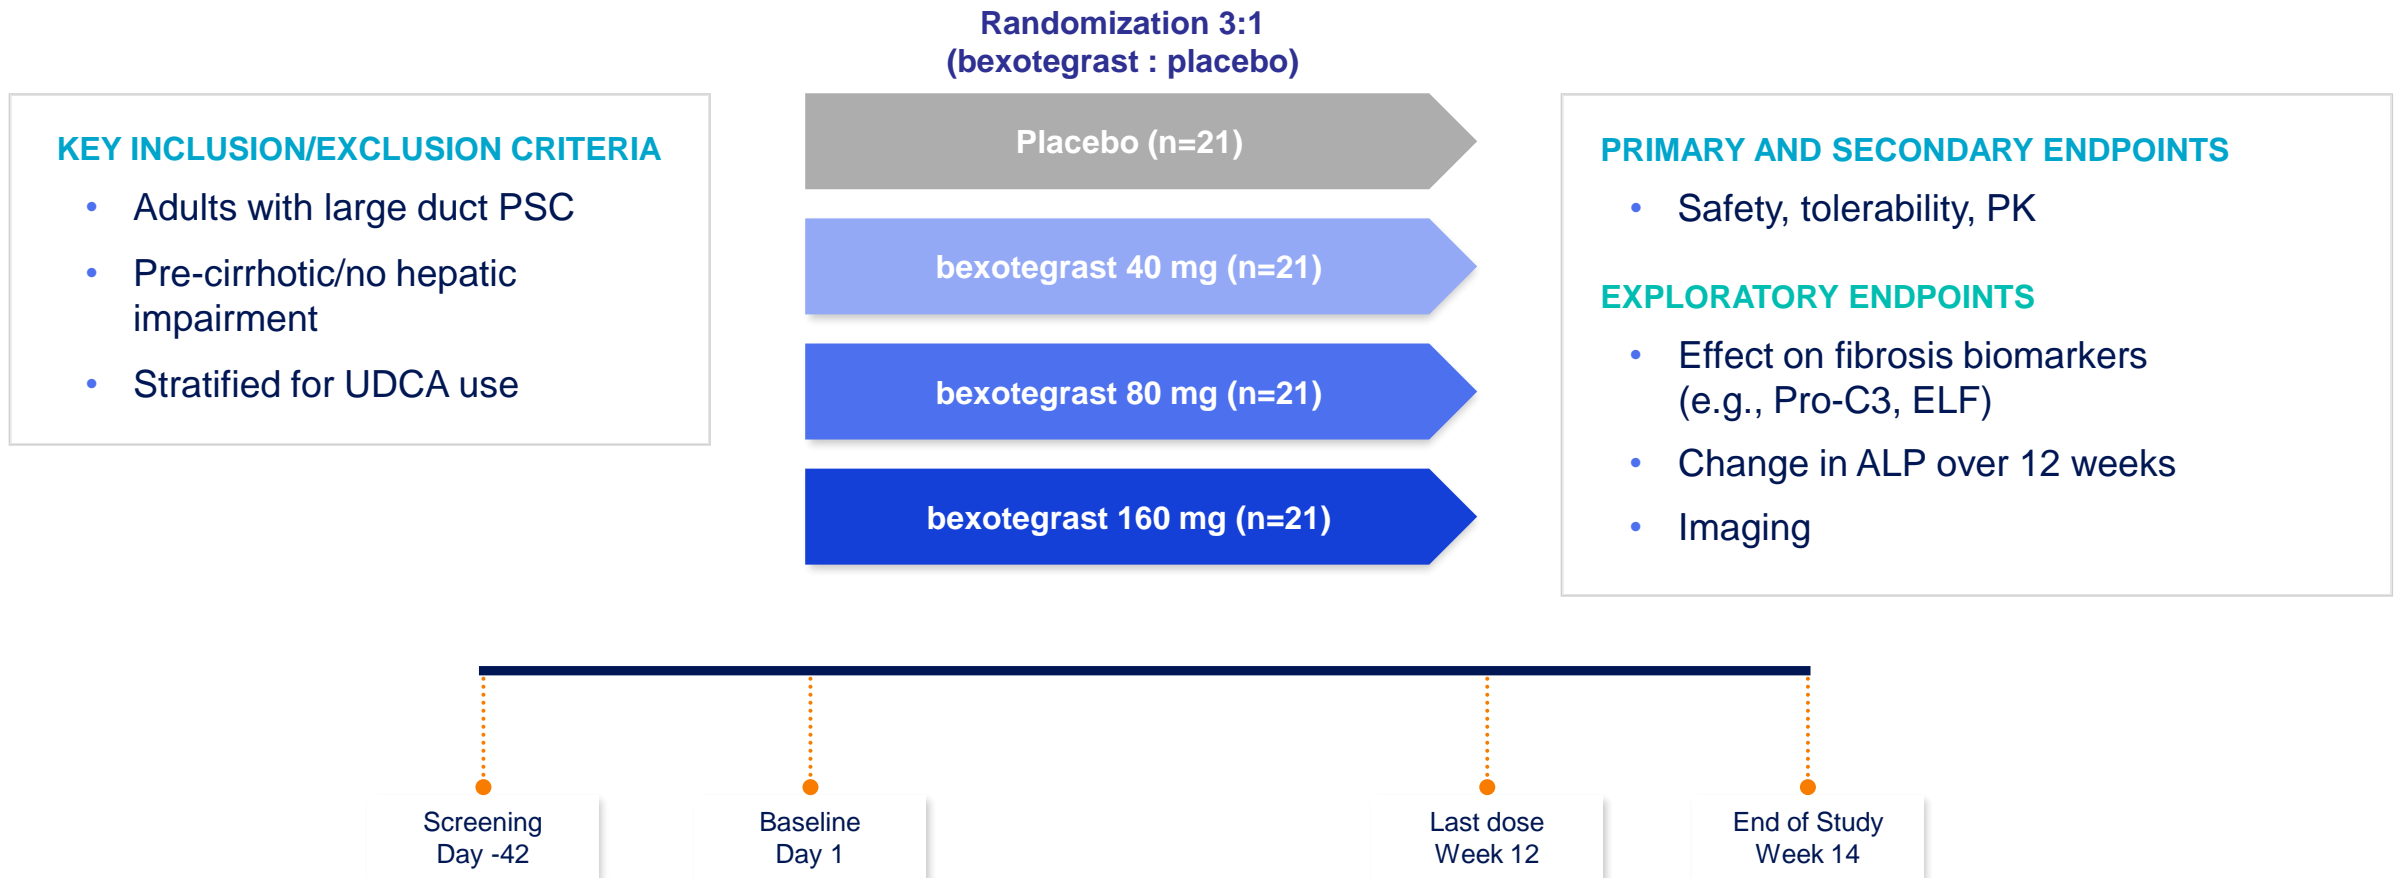 Randomization 3:1
(bexotegrast : placebo)
KEY INCLUSION/EXCLUSION CRITERIA
• Adults with large duct PSC
• Pre-cirrhotic/no hepatic
impairment
• Stratified for UDCA use
Placebo (n=21)
bexotegrast 40 mg (n=21)
bexotegrast 80 mg (n=21)
bexotegrast 160 mg (n=21)
PRIMARY AND SECONDARY ENDPOINTS
• Safety, tolerability, PK
EXPLORATORY ENDPOINTS
• Effect on fibrosis biomarkers
(e.g., Pro-C3, ELF)
• Change in ALP over 12 weeks
• Imaging
Screening
Day -42
Baseline
Day 1
Last dose
Week 12
End of Study
Week 14